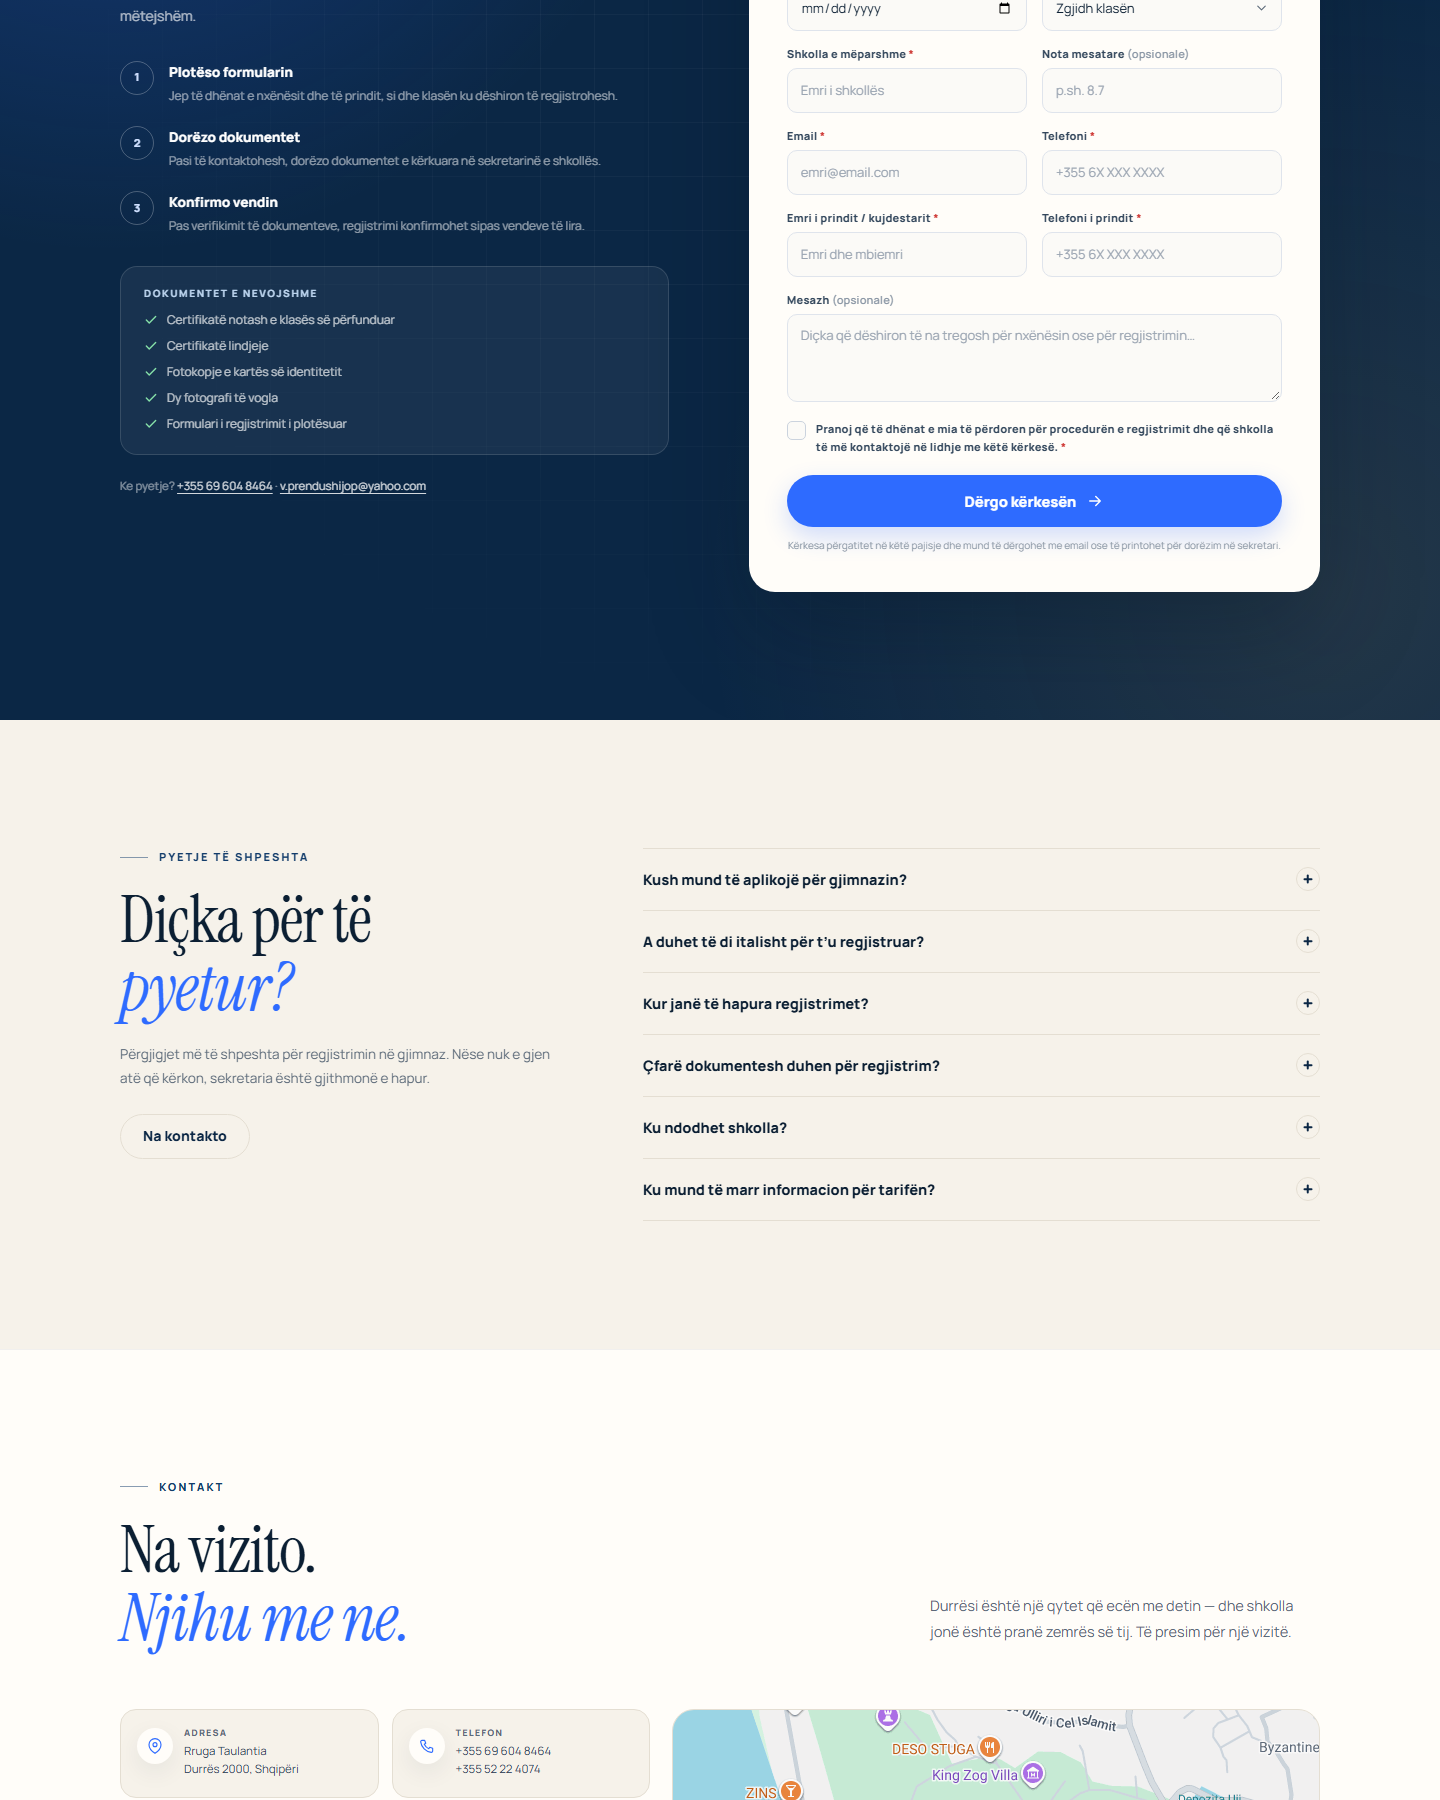 mëtejshëm.
1
Plotëso formularin
Jep të dhënat e nxënësit dhe të prindit, si dhe klasën ku dëshiron të regjistrohesh.
2
Dorëzo dokumentet
Pasi të kontaktohesh, dorëzo dokumentet e kërkuara në sekretarinë e shkollës.
3
Konfirmo vendin
Pas verifikimit të dokumenteve, regjistrimi konfirmohet sipas vendeve të lira.
DOKUMENTET E NEVOJSHME
Certifikatë notash e klasës së përfunduar
Certifikatë lindjeje
Fotokopje e kartës së identitetit
Dy fotografi të vogla
Formulari i regjistrimit i plotësuar
Ke pyetje? +355 69 604 8464 · v.prendushijop@yahoo.com
mm/dd/yyyy
Zgjidh klasën
Shkolla e mëparshme *
Nota mesatare (opsionale)
Emri i shkollës
p.sh. 8.7
Email *
Telefoni *
emri@email.com
+355 6X XXX XXXX
Emri i prindit / kujdestarit *
Telefoni i prindit *
Emri dhe mbiemri
+355 6X XXX XXXX
Mesazh (opsionale)
Diçka që dëshiron të na tregosh për nxënësin ose për regjistrimin…
Pranoj që të dhënat e mia të përdoren për procedurën e regjistrimit dhe që shkolla
të më kontaktojë në lidhje me këtë kërkesë. *
Dërgo kërkesën
Kërkesa përgatitet në këtë pajisje dhe mund të dërgohet me email ose të printohet për dorëzim në sekretari.
PYETJE TË SHPESHTA
Diçka për të
pyetur?
Përgjigjet më të shpeshta për regjistrimin në gjimnaz. Nëse nuk e gjen
atë që kërkon, sekretaria është gjithmonë e hapur.
Na kontakto
Kush mund të aplikojë për gjimnazin?
A duhet të di italisht për t'u regjistruar?
Kur janë të hapura regjistrimet?
Çfarë dokumentesh duhen për regjistrim?
Ku ndodhet shkolla?
Ku mund të marr informacion për tarifën?
KONTAKT
Na vizito.
Njihu me ne.
Durrësi është një qytet që ecën me detin — dhe shkolla
jonë është pranë zemrës së tij. Të presim për një vizitë.
ADRESA
Rruga Taulantia
Durrës 2000, Shqipëri
TELEFON
+355 69 604 8464
+355 52 22 4074
Ulliri i Cel Islamit
DESO STUGA
Byzantine
King Zog Villa
ZINS